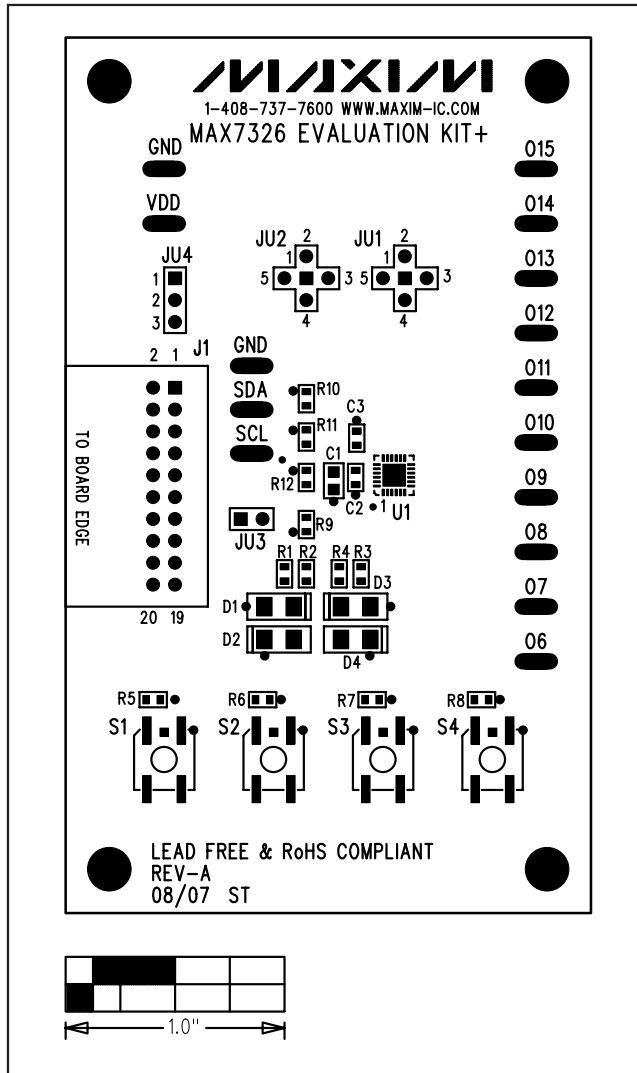 MAXIM
1-408-737-7600 WWW.MAXIM-IC.COM
MAX7326 EVALUATION KIT+
GND
O15
VDD
O14
JU4
1
2
3
JU2
1
2
3
4
5
JU1
1
2
3
4
5
O13
O12
J1
2 1
GND
SDA
SCL
R10
R11
R12
C3
C1
C2
1
U1
O11
O10
O9
TO BOARD EDGE
JU3
R9
O8
R1 R2 R4 R3
D1
D3
D2
D4
O7
20 19
O6
R5 R6 R7 R8
S1 S2 S3 S4
LEAD FREE & RoHS COMPLIANT
REV-A
08/07 ST
1.0"